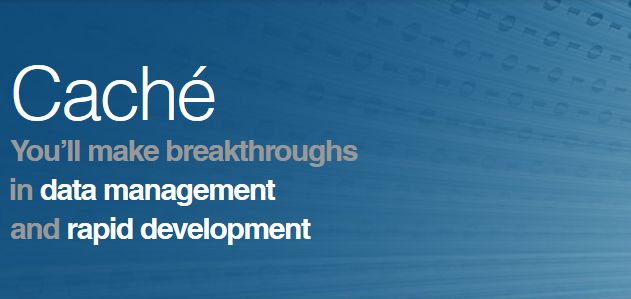 Caché
You’ll make breakthroughs
in data management
and rapid development